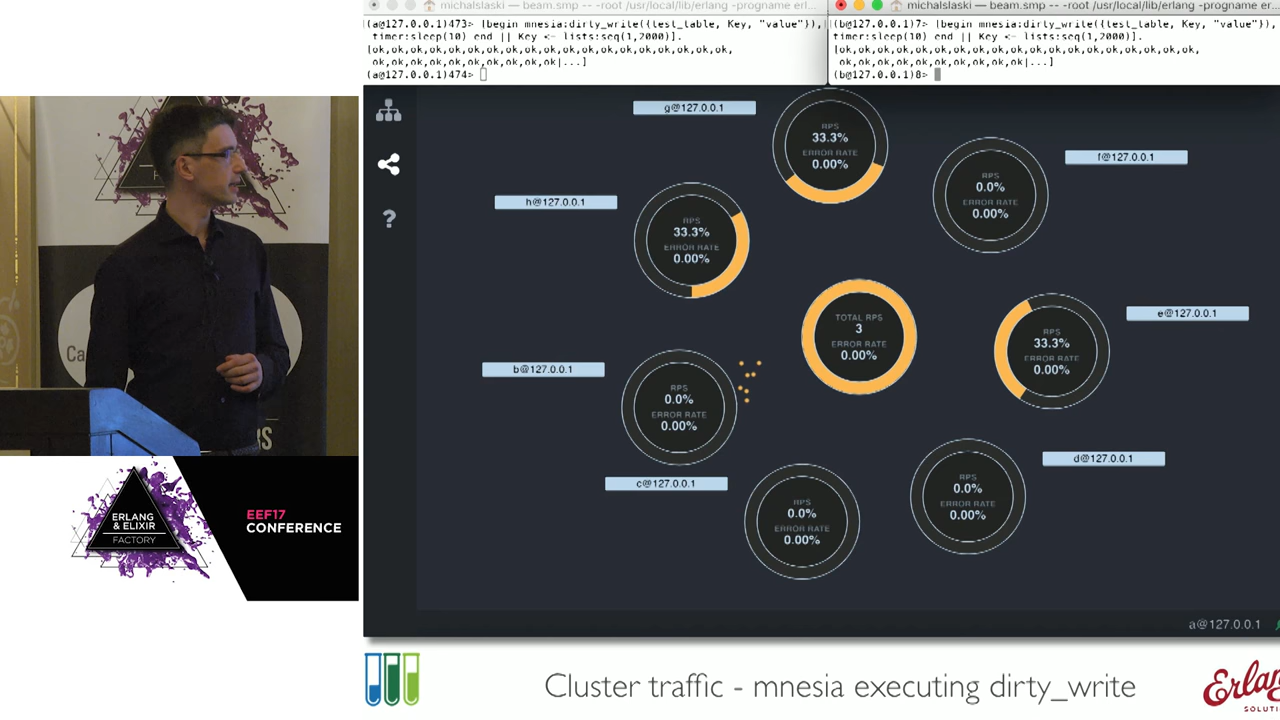 michalslaski — beam.smp -- -root /usr/local/lib/erlang -progname erl...
(a@127.0.0.1)473> [begin mnesia:dirty_write({test_table, Key, "value"}),
timer:sleep(10) end || Key <- lists:seq(1,2000)].
[ok,ok,ok,ok,ok,ok,ok,ok,ok,ok,ok,ok,ok,ok,ok,ok,ok,ok,
ok,ok,ok,ok,ok,ok,ok,ok,ok|...]
(a@127.0.0.1)474>
michalslaski — beam.smp -- -root /usr/local/lib/erlang -progname er...
(b@127.0.0.1)7> [begin mnesia:dirty_write({test_table, Key, "value"}),
timer:sleep(10) end || Key <- lists:seq(1,2000)].
[ok,ok,ok,ok,ok,ok,ok,ok,ok,ok,ok,ok,ok,ok,ok,ok,ok,ok,
ok,ok,ok,ok,ok,ok,ok,ok,ok|...]
(b@127.0.0.1)8>
g@127.0.0.1
RPS
33.3%
ERROR RATE
0.00%
f@127.0.0.1
RPS
0.0%
ERROR RATE
0.00%
h@127.0.0.1
RPS
33.3%
ERROR RATE
0.00%
TOTAL RPS
3
ERROR RATE
0.00%
e@127.0.0.1
RPS
33.3%
ERROR RATE
0.00%
b@127.0.0.1
RPS
0.0%
ERROR RATE
0.00%
c@127.0.0.1
RPS
0.0%
ERROR RATE
0.00%
d@127.0.0.1
RPS
0.0%
ERROR RATE
0.00%
?
a@127.0.0.1
ERLANG
& ELIXIR
FACTORY
EEF17
CONFERENCE
Cluster traffic - mnesia executing dirty_write
Erlang
SOLUTI